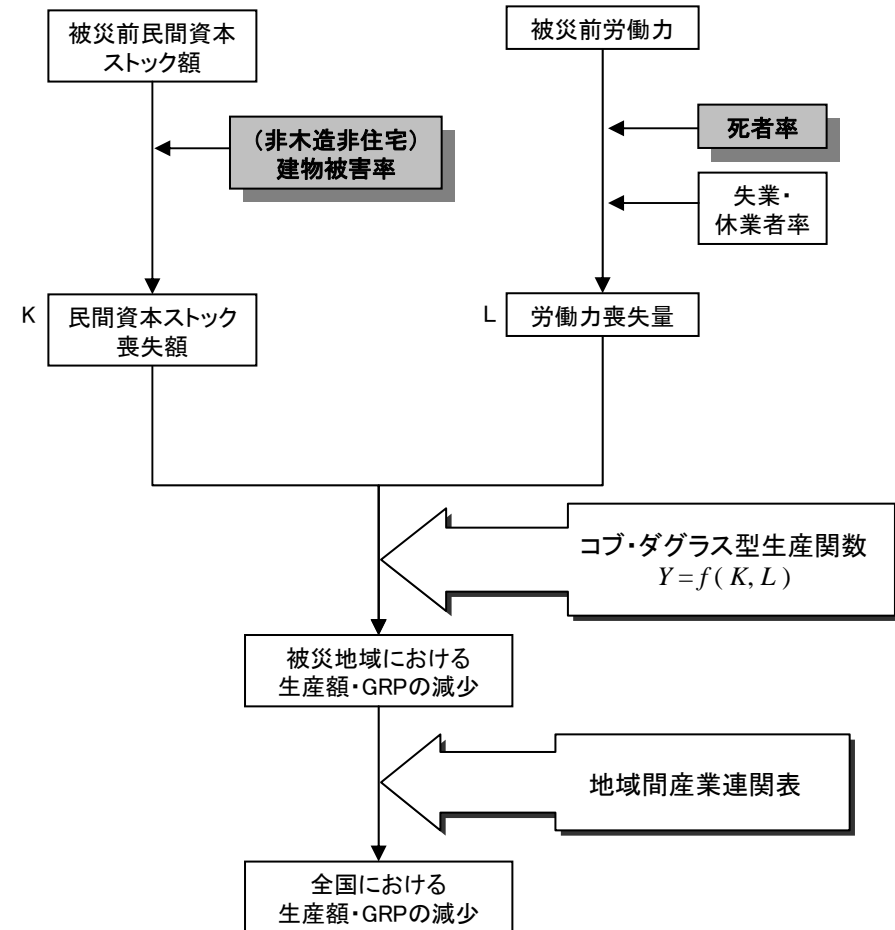 被災前民間資本
ストック額
被災前労働力
(非木造非住宅)
建物被害率
死者率
失業・
休業者率
K
民間資本ストック
喪失額
L
労働力喪失量
コブ・ダグラス型生産関数
Y=f(K, L)
被災地域における
生産額・GRPの減少
地域間産業連関表
全国における
生産額・GRPの減少